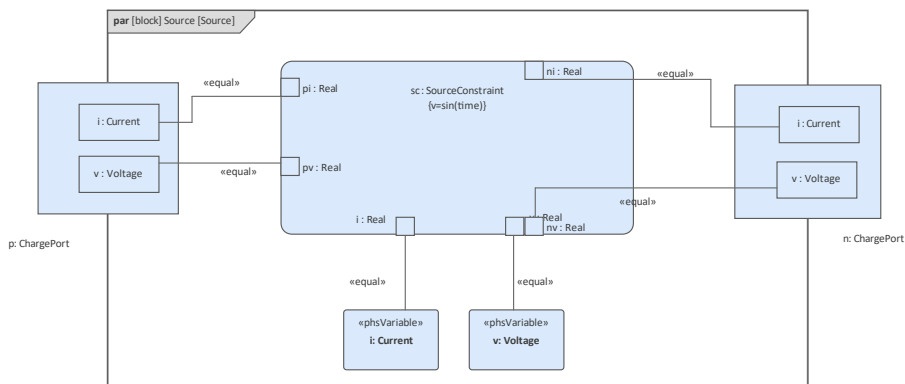 par [block] Source [Source]
«equal»
pi : Real
sc : SourceConstraint
{v=sin(time)}
ni : Real
«equal»
i : Current
i : Current
v : Voltage
«equal»
pv : Real
v : Voltage
«equal»
i : Real
v : Real
nv : Real
p: ChargePort
n: ChargePort
«equal»
«equal»
«phsVariable»
i: Current
«phsVariable»
v: Voltage